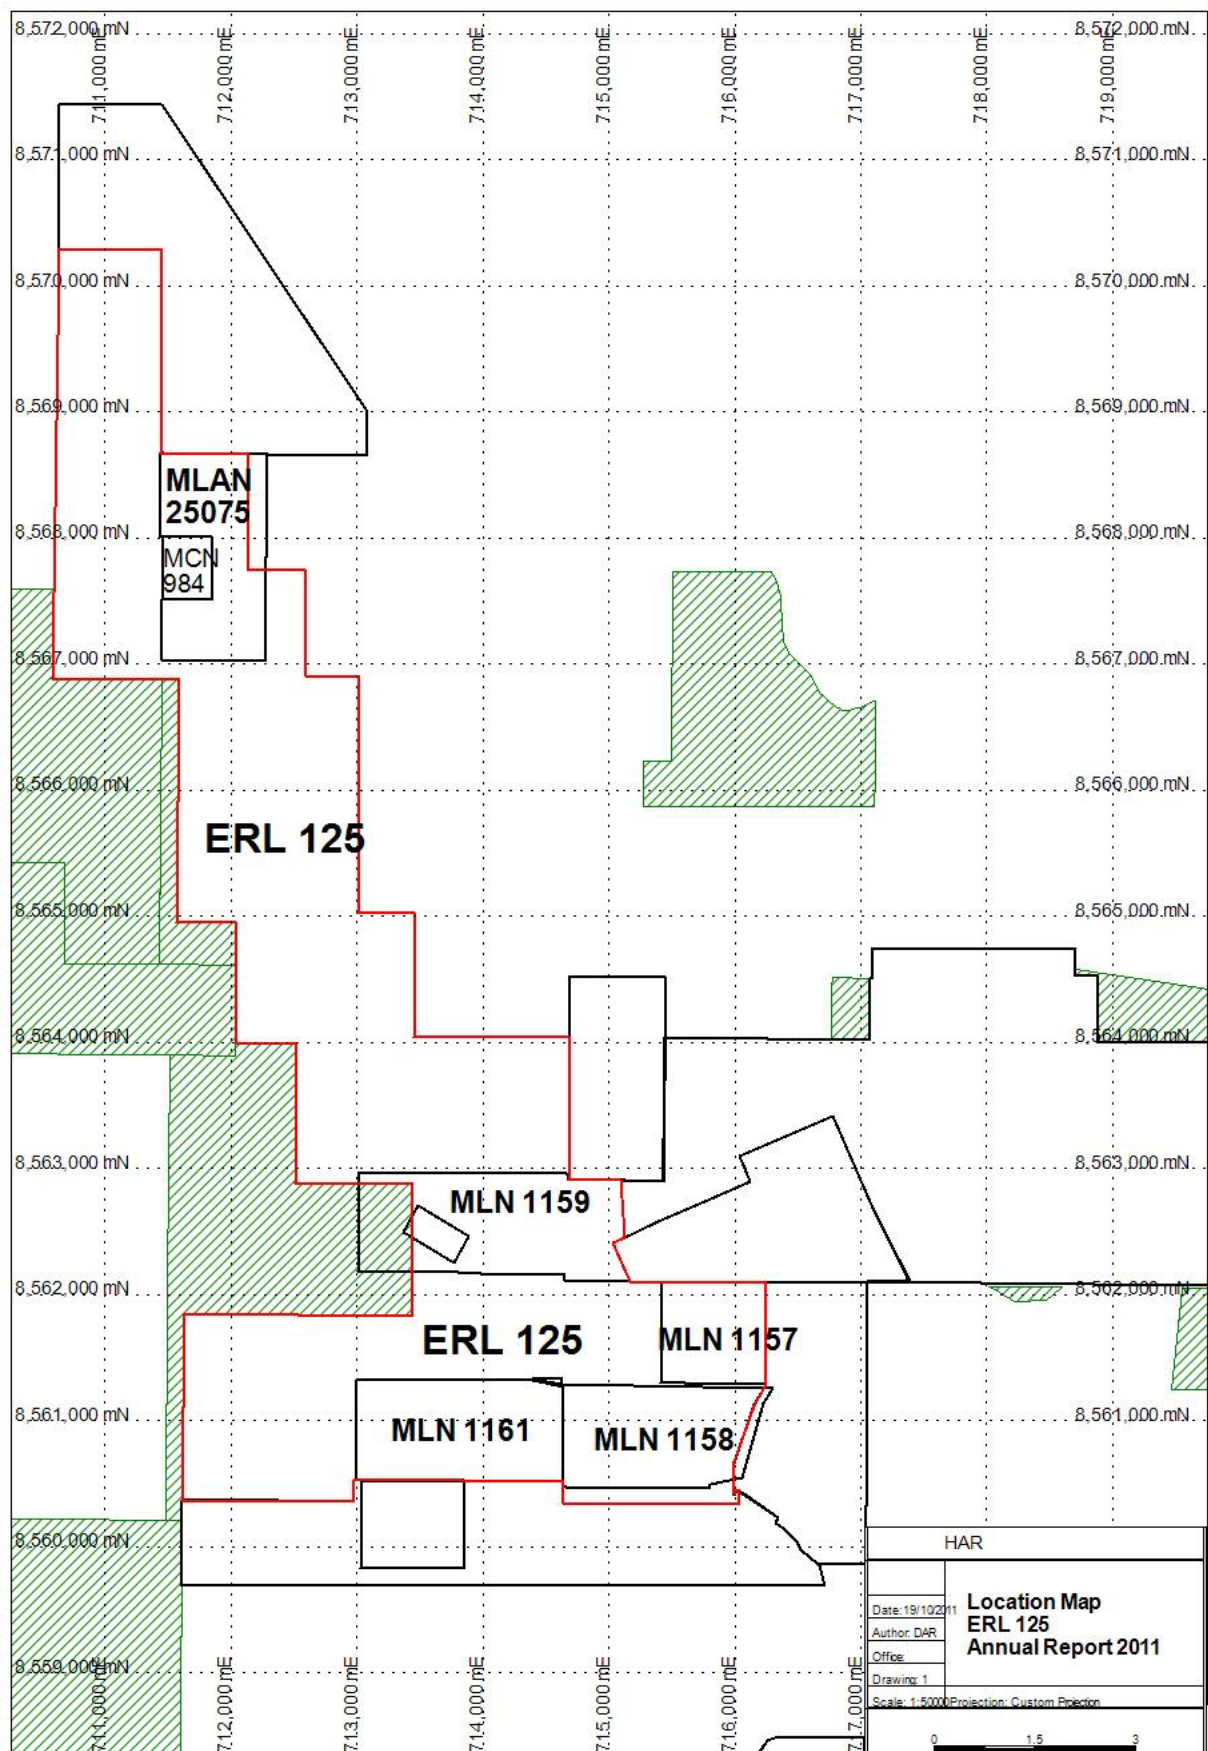 8,572,000 mN
8,572,000 mN
711,000 mE
712,000 mE
713,000 mE
714,000 mE
715,000 mE
716,000 mE
717,000 mE
718,000 mE
719,000 mE
8,571,000 mN
8,571,000 mN
8,570,000 mN
8,570,000 mN
8,569,000 mN
8,569,000 mN
MLAN
25075
8,568,000 mN
8,568,000 mN
MCN
984
8,567,000 mN
8,567,000 mN
8,566,000 mN
8,566,000 mN
ERL 125
8,565,000 mN
8,565,000 mN
8,564,000 mN
8,564,000 mN
8,563,000 mN
8,563,000 mN
MLN 1159
8,562,000 mN
8,562,000 mN
ERL 125
MLN 1157
8,561,000 mN
8,561,000 mN
MLN 1161
MLN 1158
8,560,000 mN
HAR
Date: 19/10/2011
Author: DAR
Office:
Drawing: 1
Location Map
ERL 125
Annual Report 2011
Scale: 1:50000
Projection: Custom Projection
8,559,000 mN
711,000 mE
712,000 mE
713,000 mE
714,000 mE
715,000 mE
716,000 mE
717,000 mE
0 1.5 3